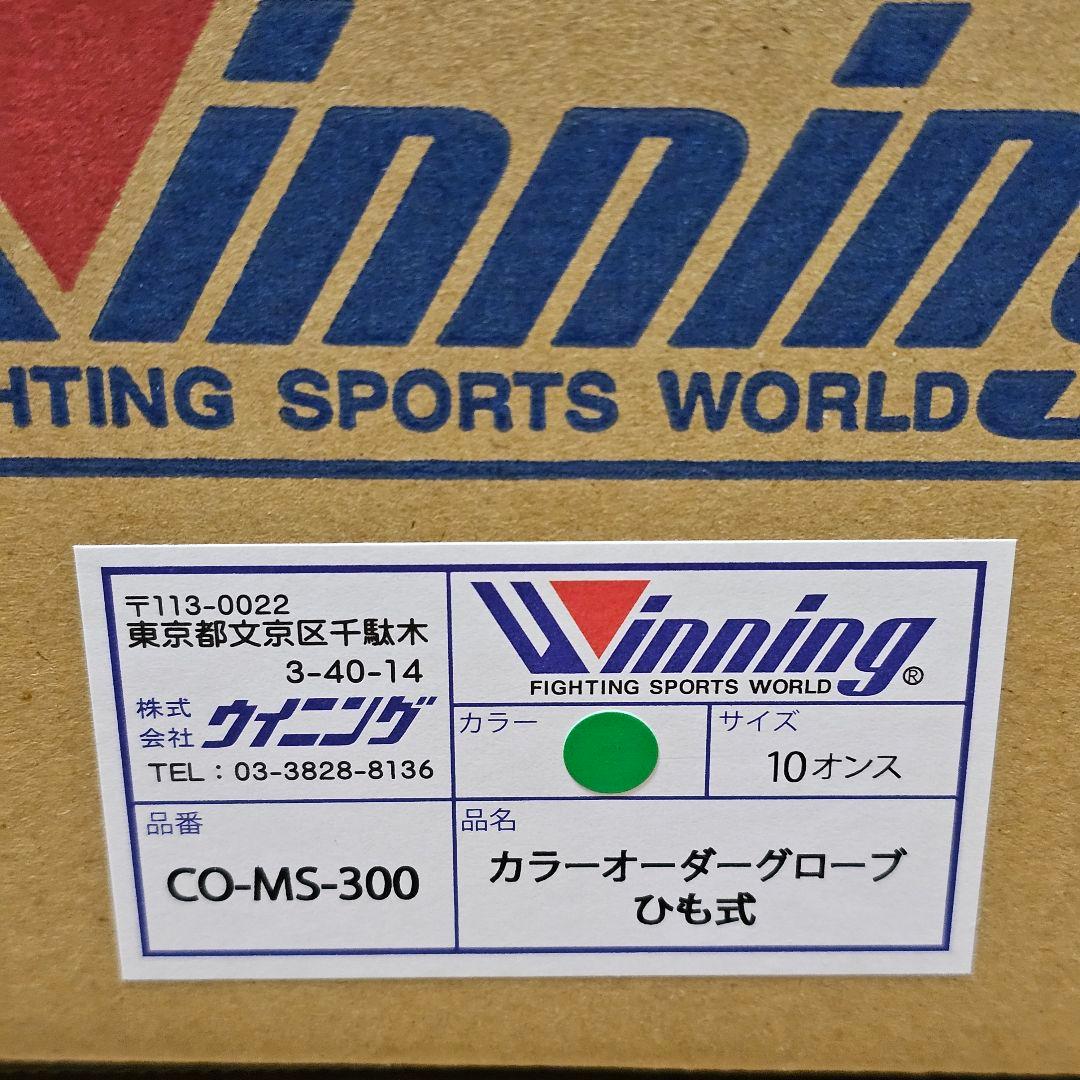 Winning
FIGHTING SPORTS WORLD
〒113-0022
東京都文京区千駄木
3-40-14
株式会社 ウイニング
TEL：03-3828-8136
Winning®
FIGHTING SPORTS WORLD
カラー
サイズ
10オンス
品番
CO-MS-300
品名
カラーオーダーグローブ
ひも式